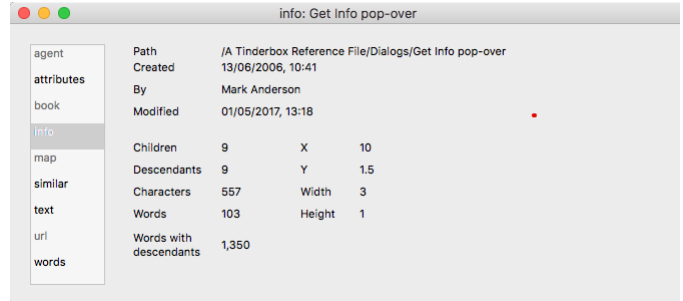 info: Get Info pop-over
agent
attributes
book
info
map
similar
text
url
words
Path /A Tinderbox Reference File/Dialogs/Get Info pop-over
Created 13/06/2006, 10:41
By Mark Anderson
Modified 01/05/2017, 13:18
Children 9 X 10
Descendants 9 Y 1.5
Characters 557 Width 3
Words 103 Height 1
Words with
descendants 1,350